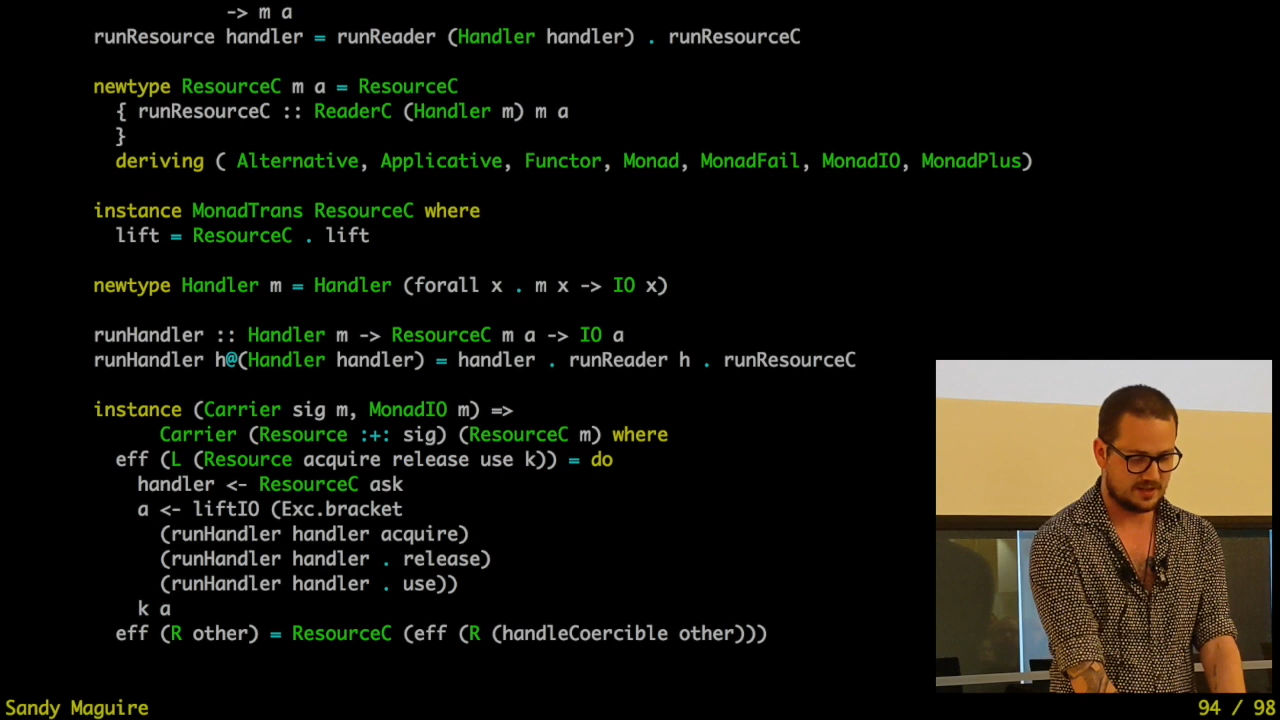 -> m a
runResource handler = runReader (Handler handler) . runResourceC
newtype ResourceC m a = ResourceC
{ runResourceC :: ReaderC (Handler m) m a
}
deriving ( Alternative, Applicative, Functor, Monad, MonadFail, MonadIO, MonadPlus)
instance MonadTrans ResourceC where
lift = ResourceC . lift
newtype Handler m = Handler (forall x . m x -> IO x)
runHandler :: Handler m -> ResourceC m a -> IO a
runHandler h@(Handler handler) = handler . runReader h . runResourceC
instance (Carrier sig m, MonadIO m) =>
Carrier (Resource :+: sig) (ResourceC m) where
eff (L (Resource acquire release use k)) = do
handler <- ResourceC ask
a <- liftIO (Exc.bracket
(runHandler handler acquire)
(runHandler handler . release)
(runHandler handler . use))
k a
eff (R other) = ResourceC (eff (R (handleCoercible other)))
Sandy Maguire
94 / 98